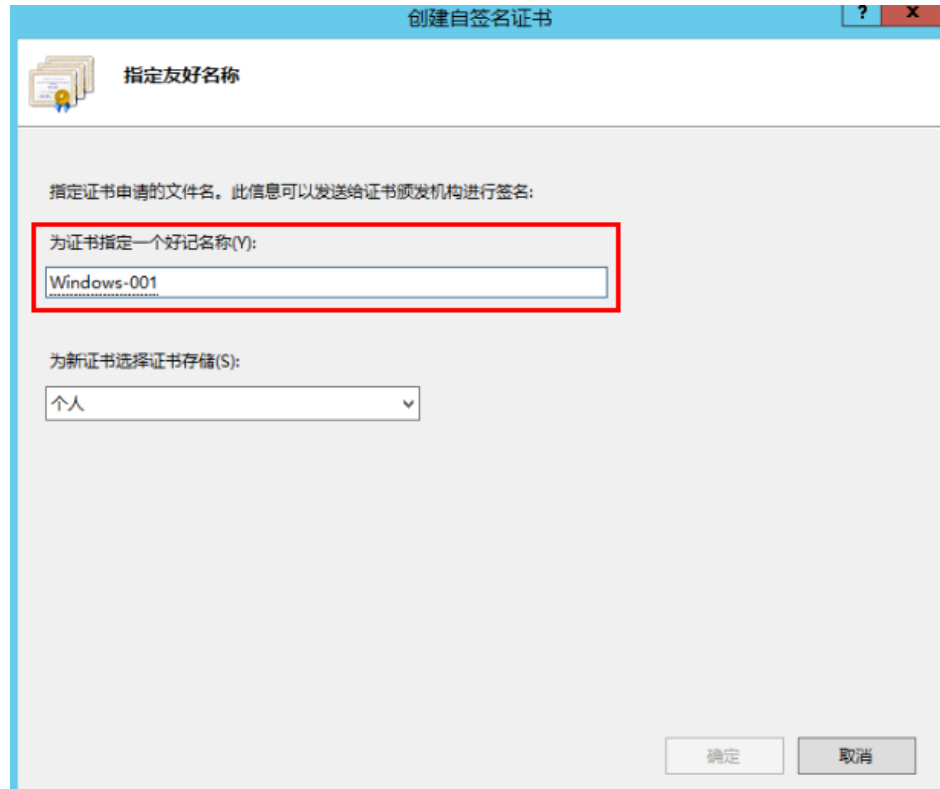 创建自签名证书
?
x
指定友好名称
指定证书申请的文件名。此信息可以发送给证书颁发机构进行签名:
为证书指定一个好记名称(Y):
Windows-001
为新证书选择证书存储(S):
个人
确定
取消